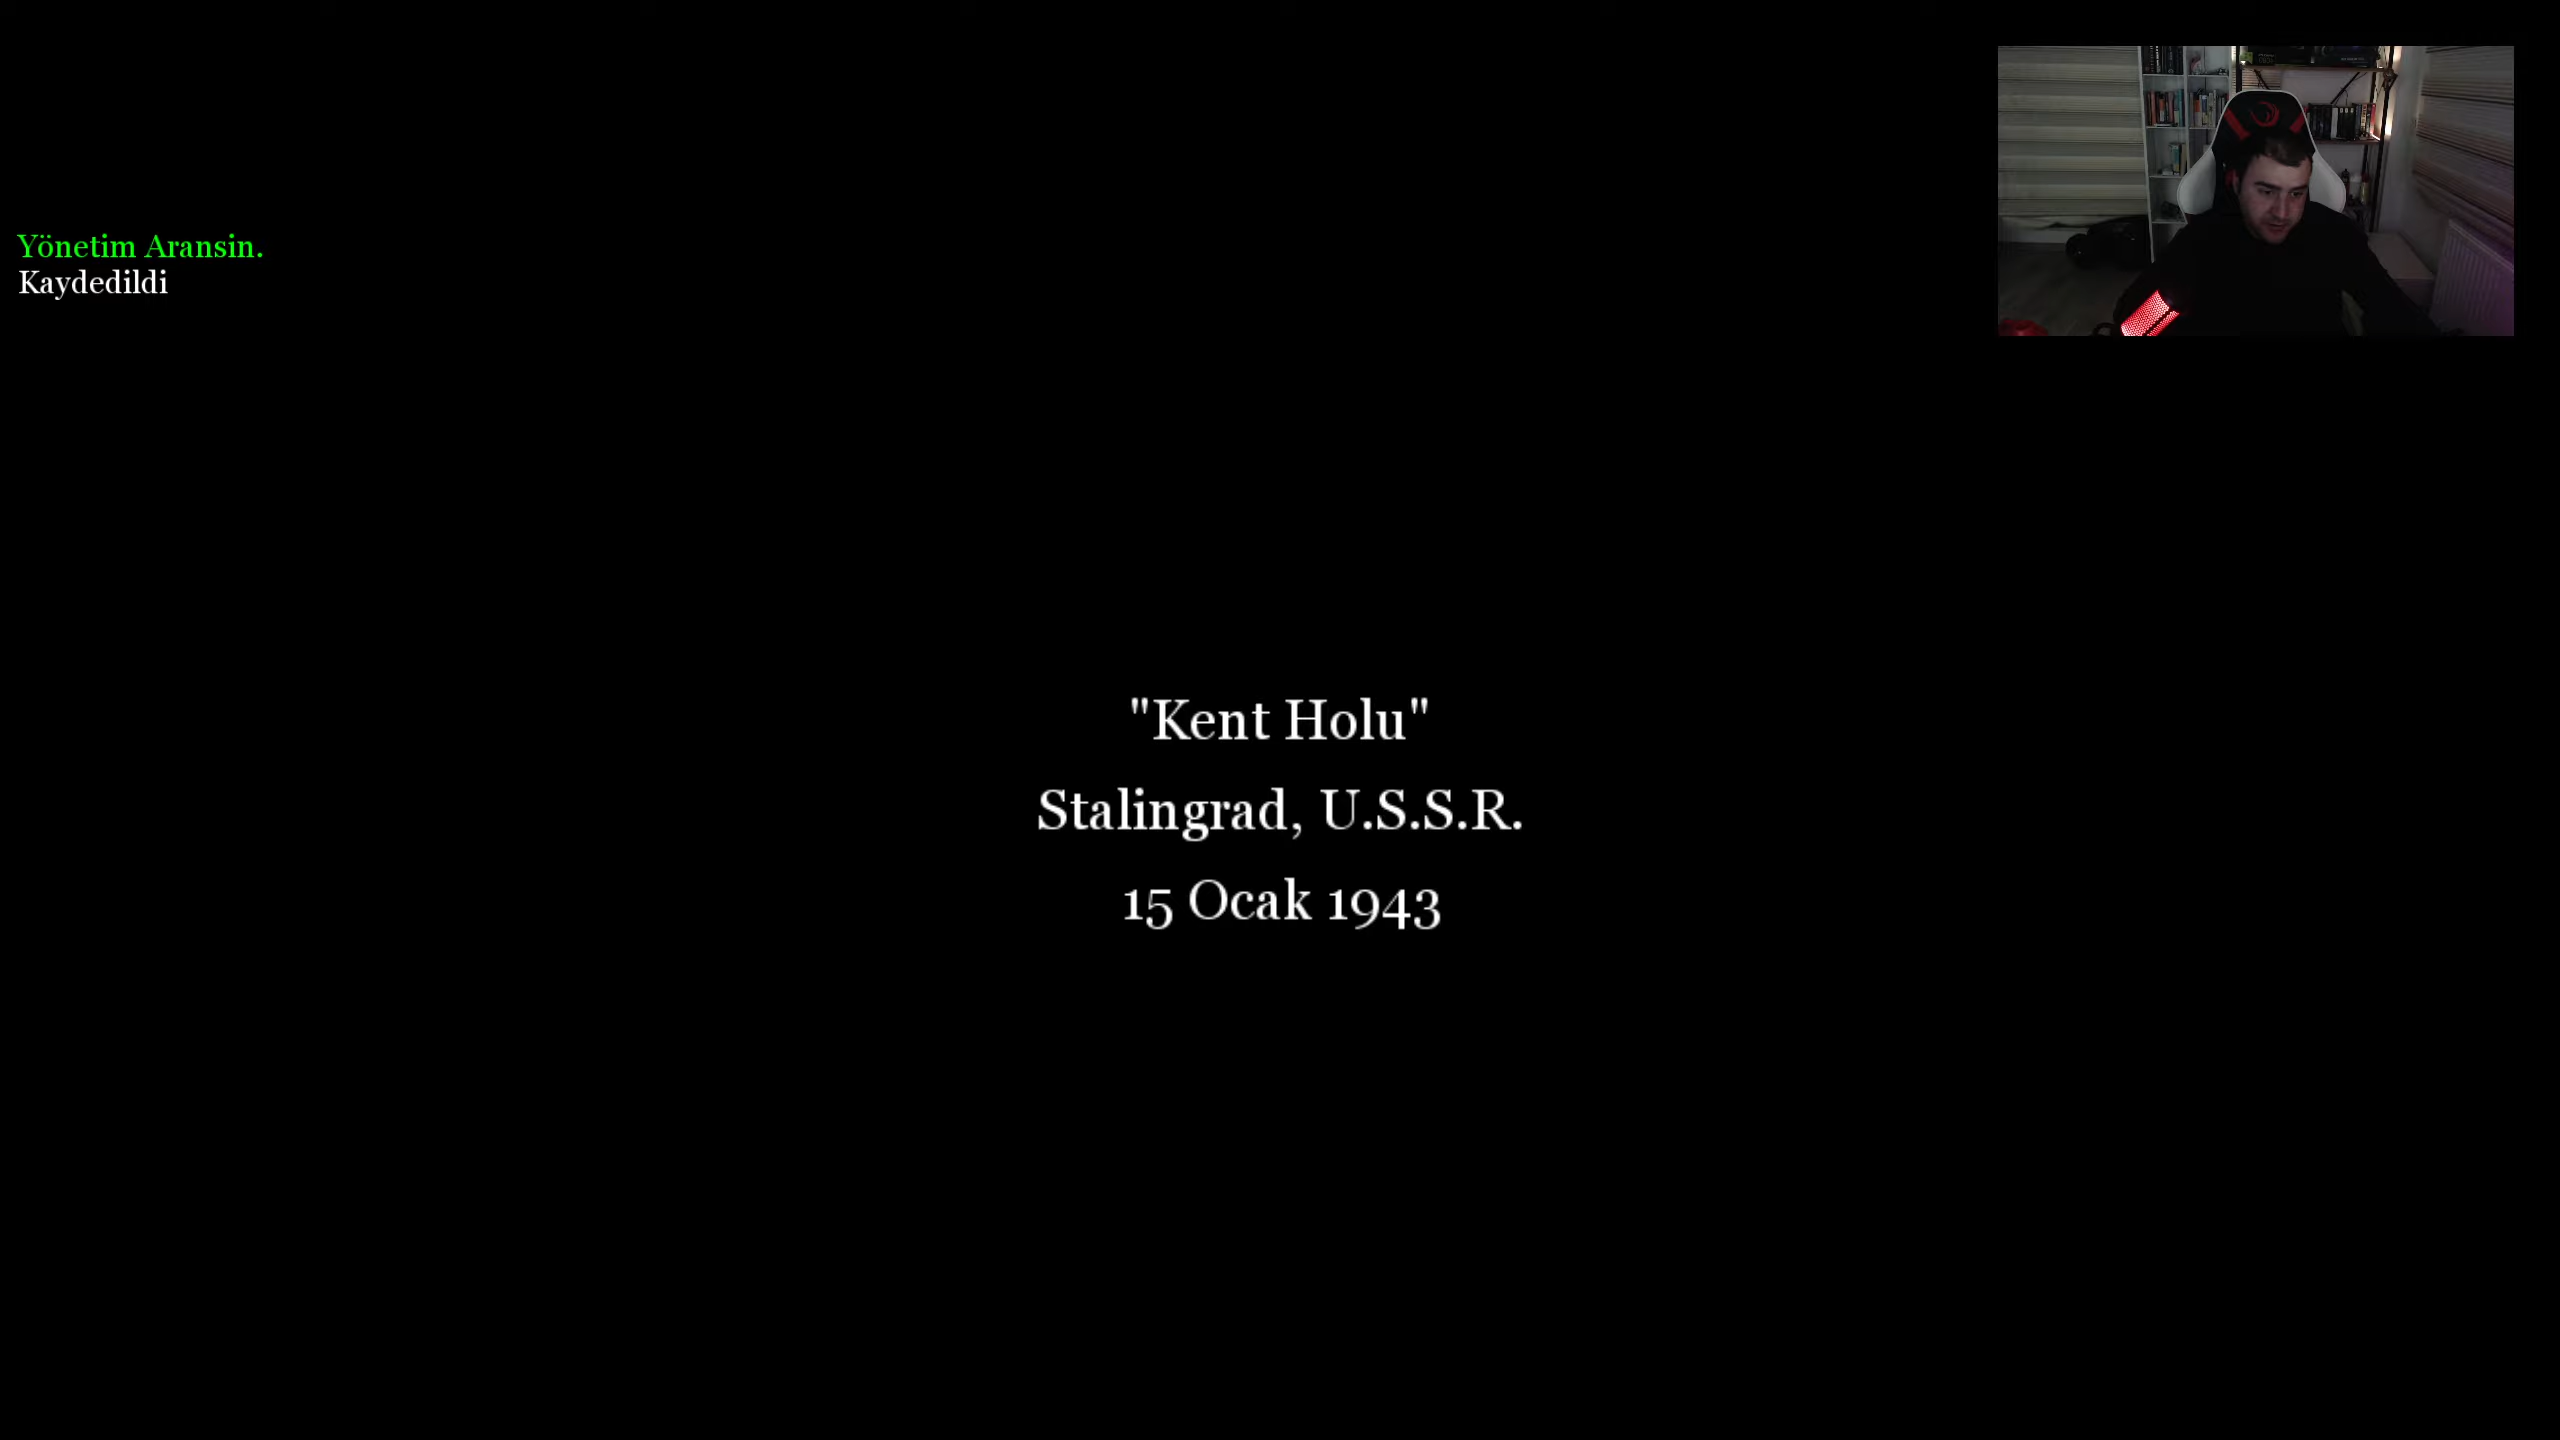 Yönetim Aransin.
Kaydedildi
"Kent Holu"
Stalingrad, U.S.S.R.
15 Ocak 1943